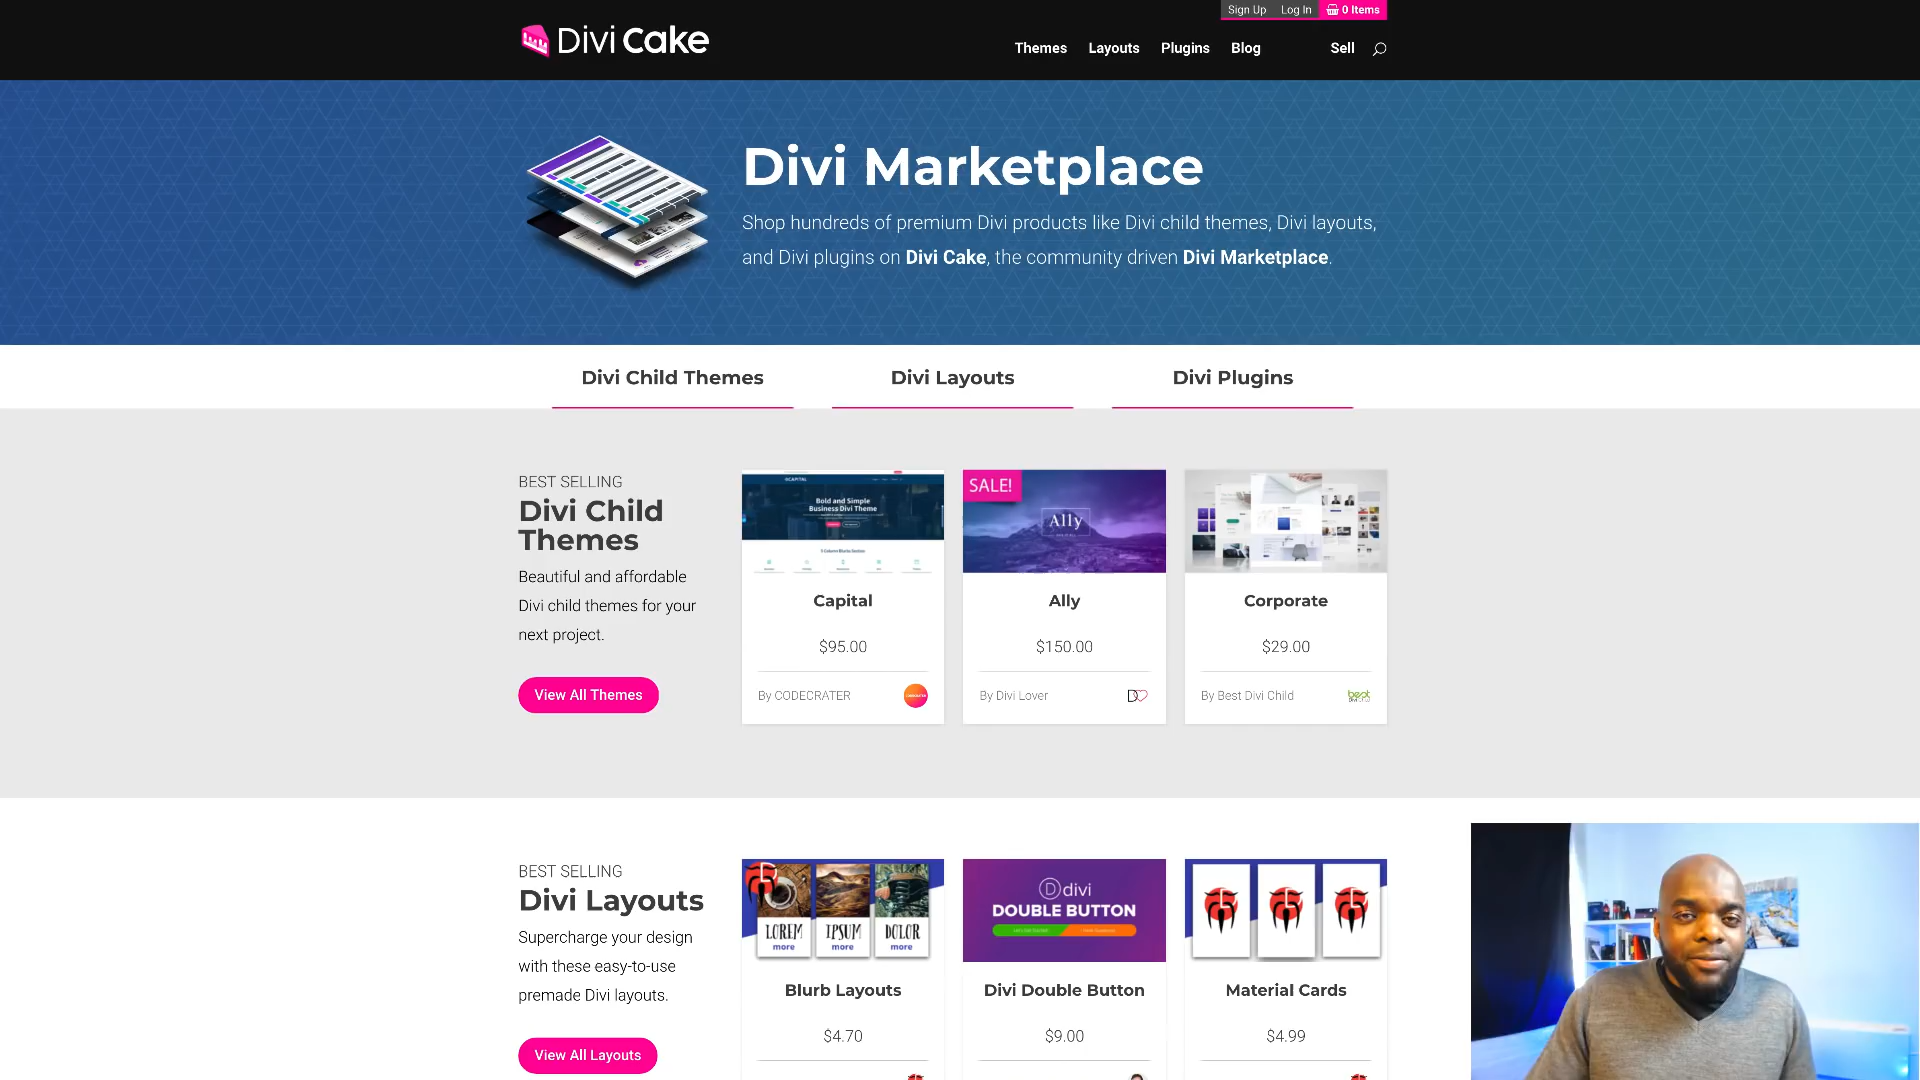 Sign Up Log In 0 Items
Divi Cake
Themes Layouts Plugins Blog Sell
Divi Marketplace
Shop hundreds of premium Divi products like Divi child themes, Divi layouts,
and Divi plugins on Divi Cake, the community driven Divi Marketplace.
Divi Child Themes Divi Layouts Divi Plugins
BEST SELLING
Divi Child
Themes
Beautiful and affordable
Divi child themes for your
next project.
View All Themes
CAPITAL
Bold and Simple
Business Divi Theme
Capital
$95.00
By CODECRATER
SALE!
Ally
Ally
$150.00
By Divi Lover
Corporate
$29.00
By Best Divi Child
BEST SELLING
Divi Layouts
Supercharge your design
with these easy-to-use
premade Divi layouts.
View All Layouts
LOREM IPSUM DOLOR
more more more
Blurb Layouts
$4.70
divi
DOUBLE BUTTON
Divi Double Button
$9.00
Material Cards
$4.99